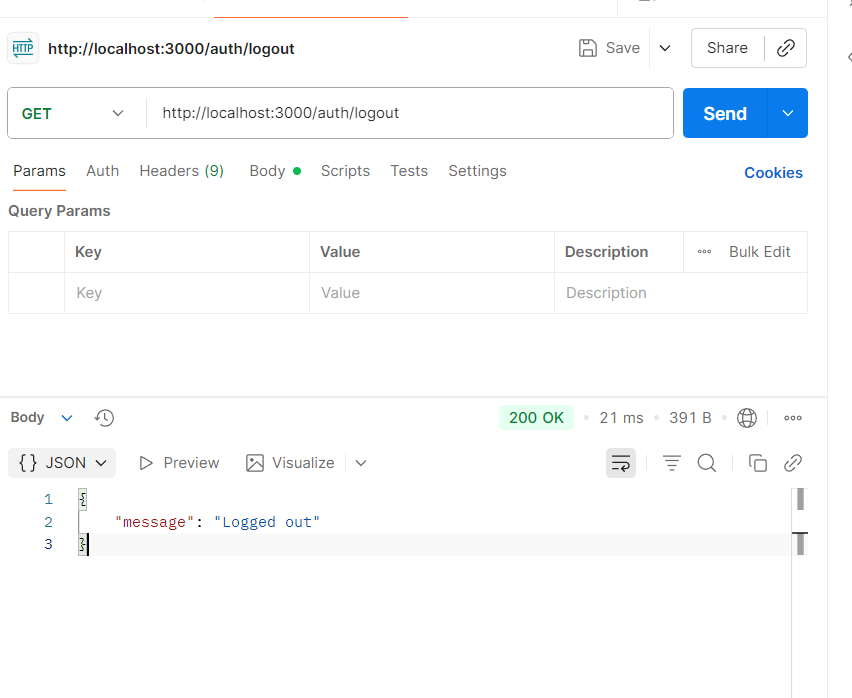 HTTP http://localhost:3000/auth/logout Save Share
GET http://localhost:3000/auth/logout Send
Params Auth Headers (9) Body Scripts Tests Settings Cookies
Query Params
Key Value Description Bulk Edit
Key Value Description
Body 200 OK 21 ms 391 B
{} JSON Preview Visualize
1 {
2 "message": "Logged out"
3 }